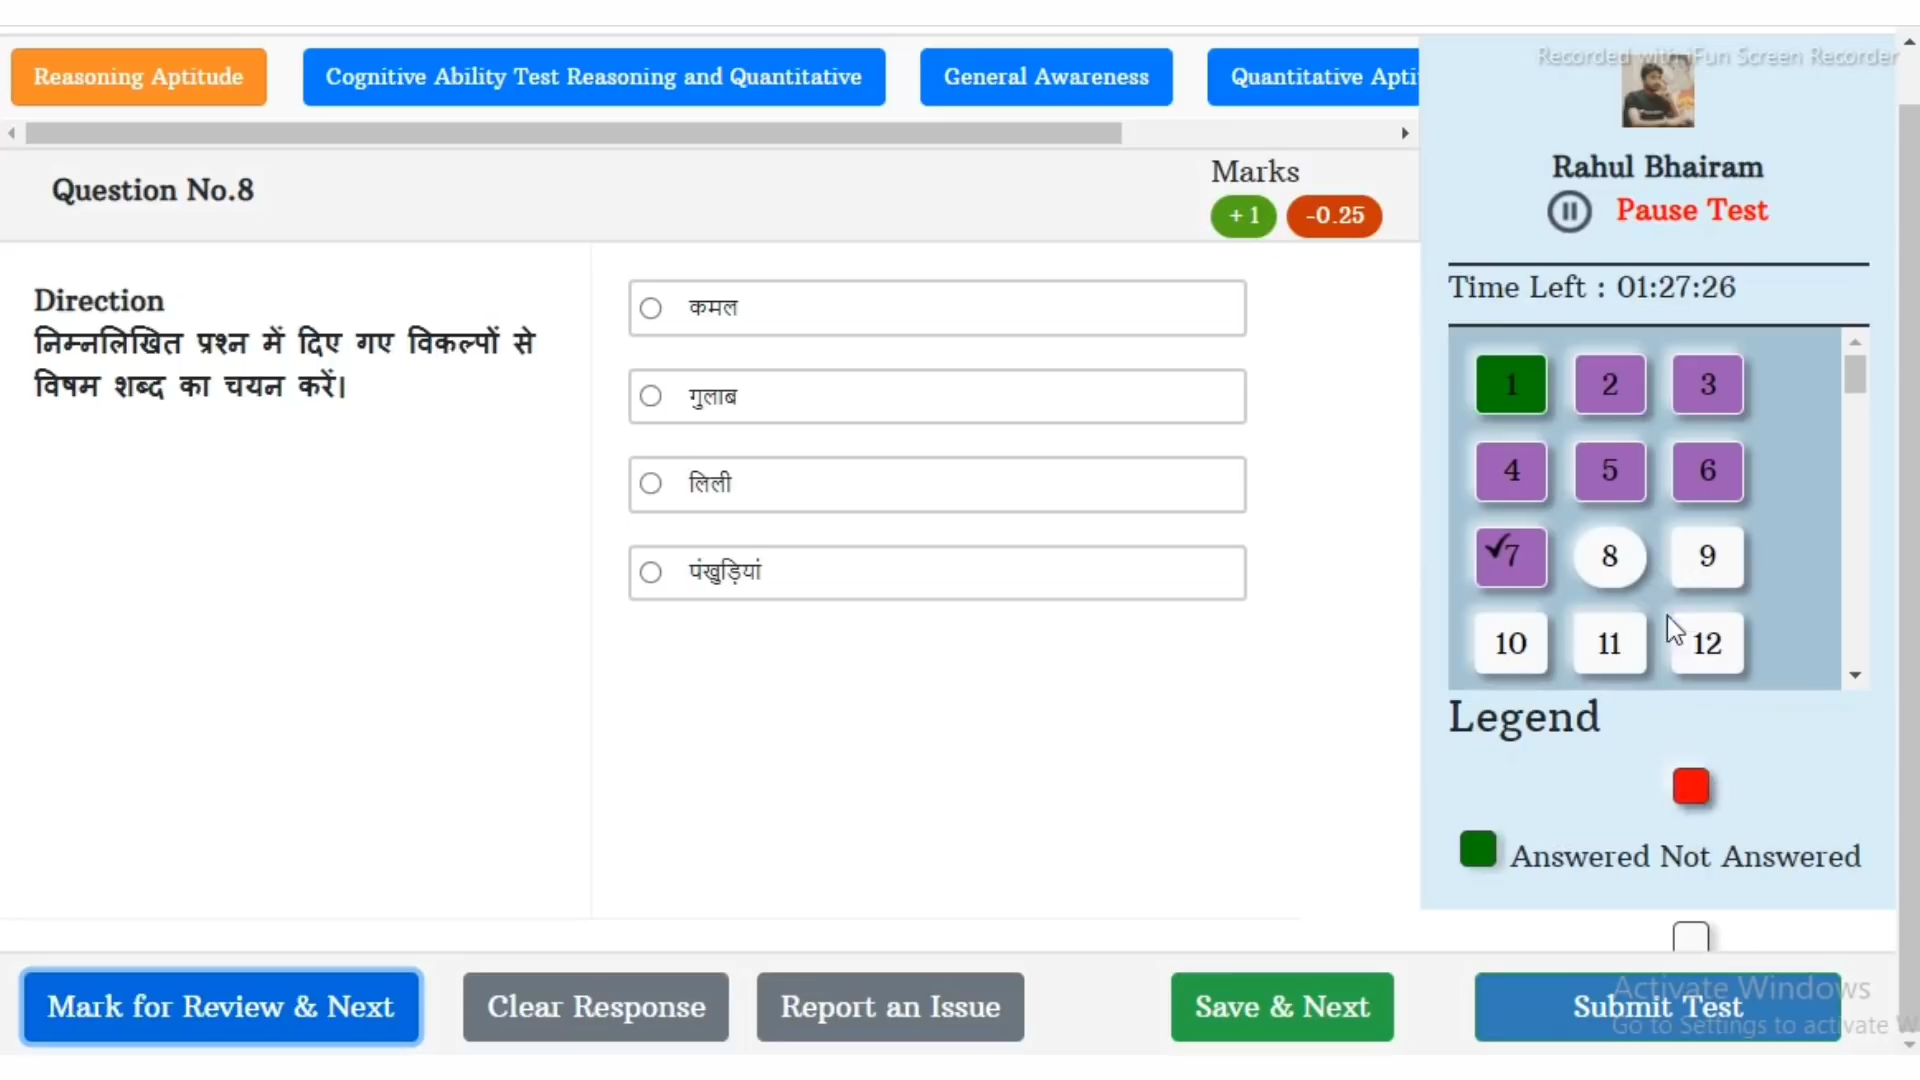 Recorded with iFun Screen Recorder
Reasoning Aptitude
Cognitive Ability Test Reasoning and Quantitative
General Awareness
Quantitative Apti
Rahul Bhairam
Pause Test
Question No.8
Marks
+ 1
-0.25
Time Left : 01:27:26
Direction
निम्नलिखित प्रश्न में दिए गए विकल्पों से
विषम शब्द का चयन करें।
कमल
गुलाब
लिली
पंखुड़ियां
1 2 3
4 5 6
7 8 9
10 11 12
Legend
Answered Not Answered
Mark for Review & Next
Clear Response
Report an Issue
Save & Next
Submit Test
Activate Windows
Go to Settings to activate W